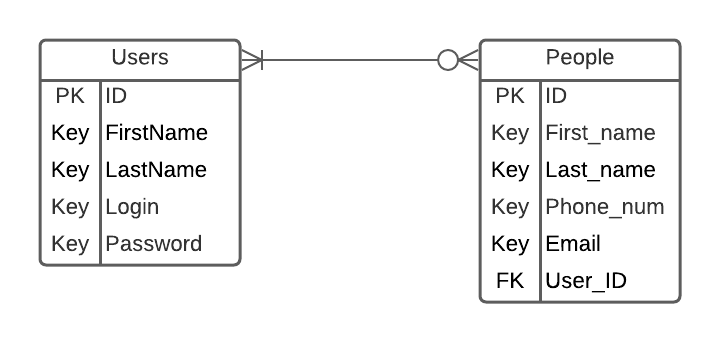 Users
PK ID
Key FirstName
Key LastName
Key Login
Key Password
People
PK ID
Key First_name
Key Last_name
Key Phone_num
Key Email
FK User_ID